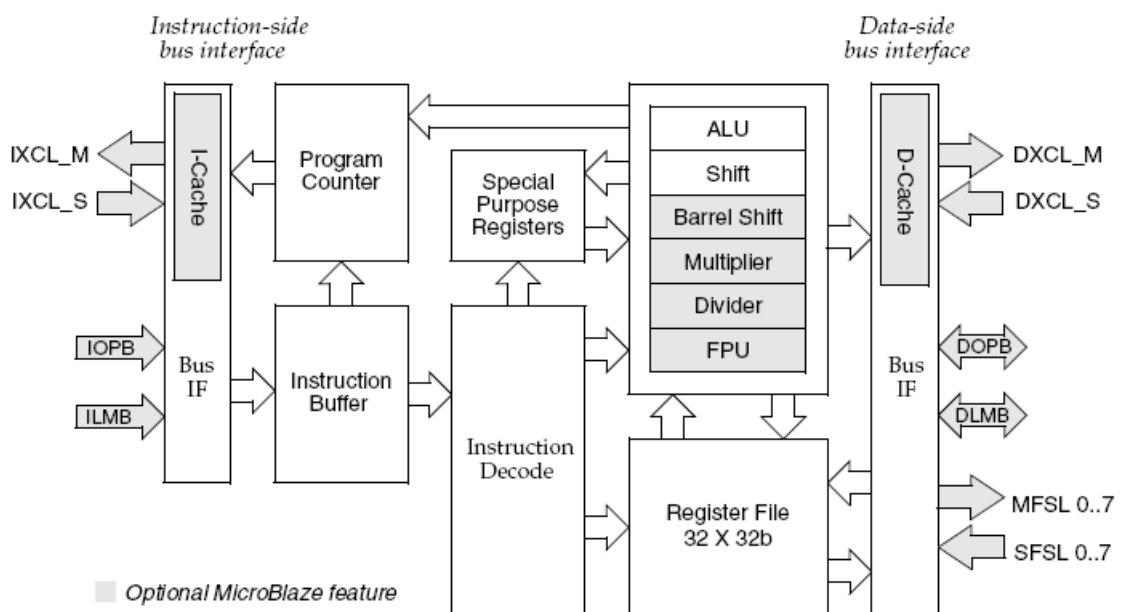 Instruction-side
bus interface
Data-side
bus interface
IXCL_M
IXCL_S
I-Cache
Program
Counter
Special
Purpose
Registers
ALU
Shift
Barrel Shift
Multiplier
Divider
FPU
D-Cache
DXCL_M
DXCL_S
IOPB
ILMB
Bus
IF
Instruction
Buffer
Instruction
Decode
Register File
32 X 32b
Bus
IF
DOPB
DLMB
MFSL 0..7
SFSL 0..7
Optional MicroBlaze feature